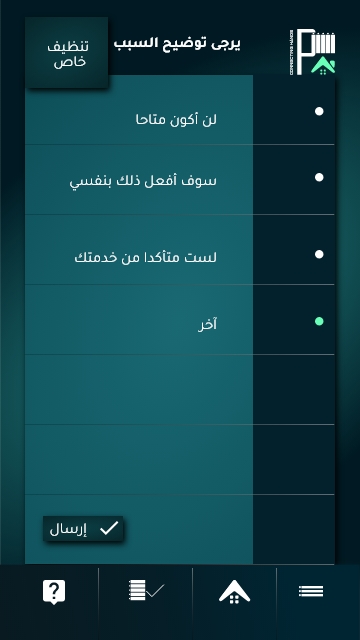 يرجى توضيح السبب
تنظيف
خاص
لن أكون متاحا
سوف أفعل ذلك بنفسي
لست متأكدا من خدمتك
آخر
إرسال